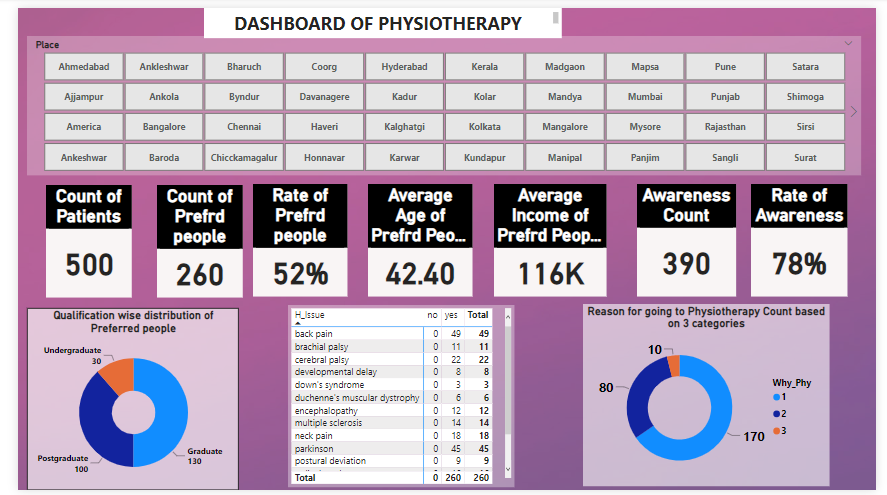 DASHBOARD OF PHYSIOTHERAPY
Place
Ahmedabad Ankleshwar Bharuch Coorg Hyderabad Kerala Madgaon Mapsa Pune Satara
Ajjampur Ankola Byndur Davanagere Kadur Kolar Mandya Mumbai Punjab Shimoga
America Bangalore Chennai Haveri Kalghatgi Kolkata Mangalore Mysore Rajasthan Sirsi
Ankeshwar Baroda Chicckamagalur Honnavar Karwar Kundapur Manipal Panjim Sangli Surat
Count of
Patients
500
Count of
Prefrd
people
260
Rate of
Prefrd
people
52%
Average
Age of
Prefrd Peo...
42.40
Average
Income of
Prefrd Peop...
116K
Awareness
Count
390
Rate of
Awareness
78%
Qualification wise distribution of
Preferred people
Undergraduate
30
Postgraduate
100
Graduate
130
H_Issue no yes Total
back pain 0 49 49
brachial palsy 0 11 11
cerebral palsy 0 22 22
developmental delay 0 8 8
down's syndrome 0 3 3
duchenne's muscular dystrophy 0 6 6
encephalopathy 0 12 12
multiple sclerosis 0 14 14
neck pain 0 18 18
parkinson 0 45 45
postural deviation 0 9 9
Total 0 260 260
Reason for going to Physiotherapy Count based
on 3 categories
10
80
170
Why_Phy
1
2
3